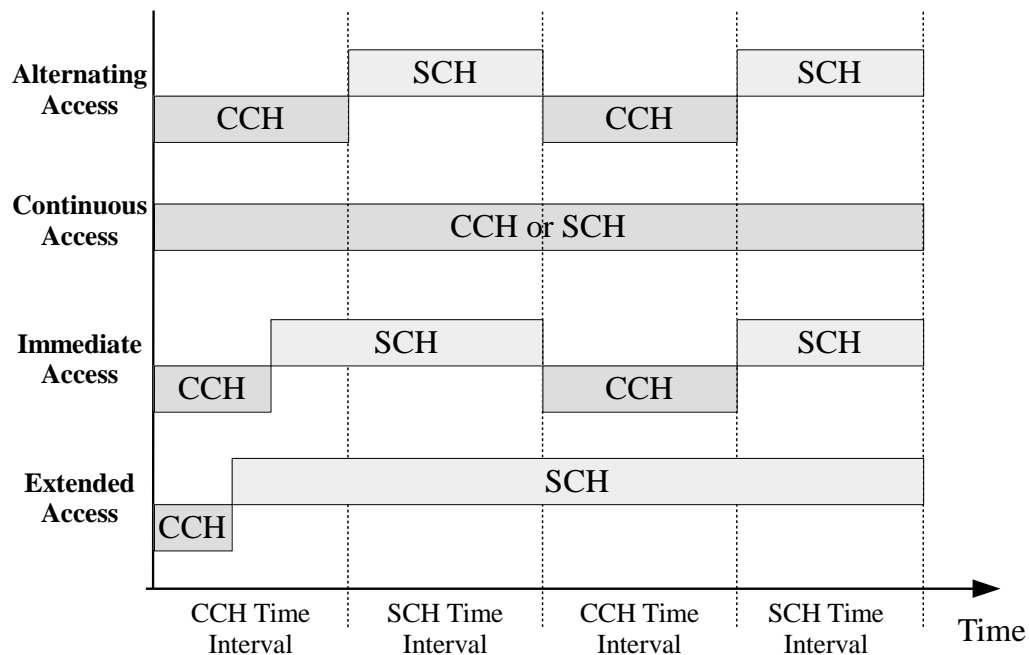 Alternating
Access
SCH
SCH
CCH
CCH
Continuous
Access
CCH or SCH
Immediate
Access
SCH
SCH
CCH
CCH
Extended
Access
SCH
CCH
CCH Time
Interval
SCH Time
Interval
CCH Time
Interval
SCH Time
Interval
Time